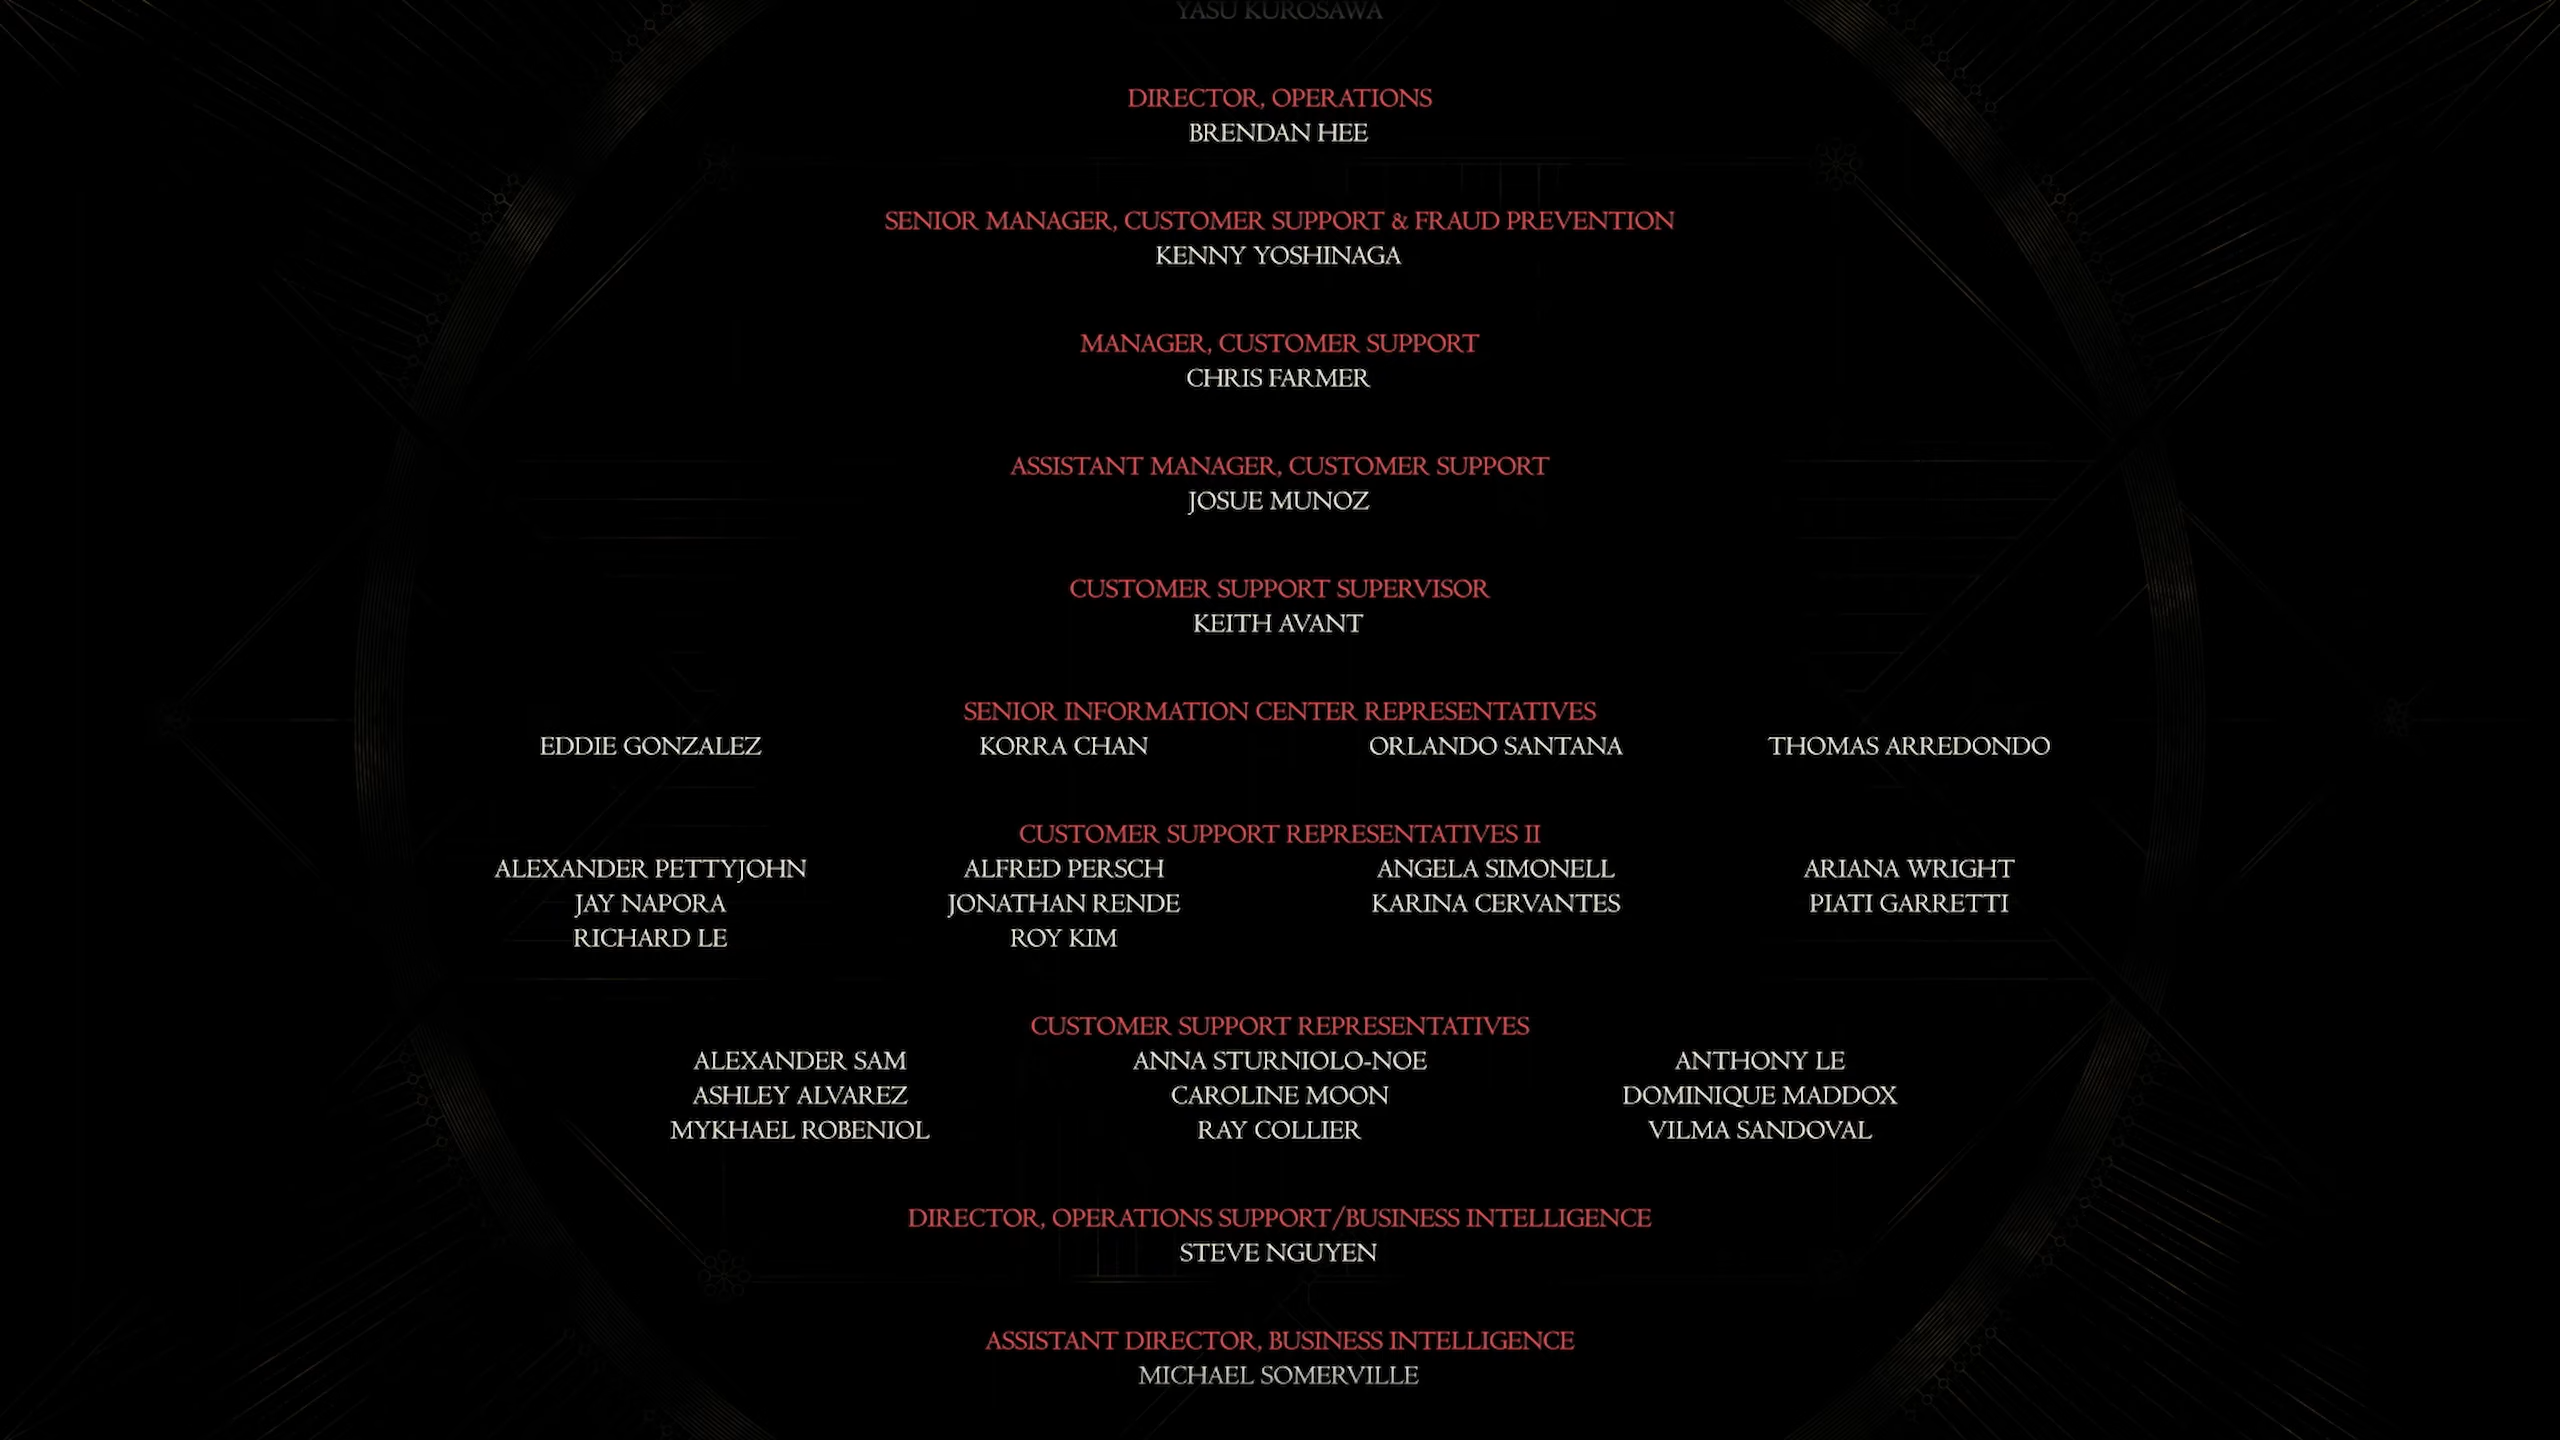 YASU KUROSAWA
DIRECTOR, OPERATIONS
BRENDAN HEE
SENIOR MANAGER, CUSTOMER SUPPORT & FRAUD PREVENTION
KENNY YOSHINAGA
MANAGER, CUSTOMER SUPPORT
CHRIS FARMER
ASSISTANT MANAGER, CUSTOMER SUPPORT
JOSUE MUNOZ
CUSTOMER SUPPORT SUPERVISOR
KEITH AVANT
SENIOR INFORMATION CENTER REPRESENTATIVES
EDDIE GONZALEZ KORRA CHAN ORLANDO SANTANA THOMAS ARREDONDO
CUSTOMER SUPPORT REPRESENTATIVES II
ALEXANDER PETTYJOHN ALFRED PERSCH ANGELA SIMONELL ARIANA WRIGHT
JAY NAPORA JONATHAN RENDE KARINA CERVANTES PIATI GARRETTI
RICHARD LE ROY KIM
CUSTOMER SUPPORT REPRESENTATIVES
ALEXANDER SAM ANNA STURNIOLO-NOE ANTHONY LE
ASHLEY ALVAREZ CAROLINE MOON DOMINIQUE MADDOX
MYKHAEL ROBENIOL RAY COLLIER VILMA SANDOVAL
DIRECTOR, OPERATIONS SUPPORT/BUSINESS INTELLIGENCE
STEVE NGUYEN
ASSISTANT DIRECTOR, BUSINESS INTELLIGENCE
MICHAEL SOMERVILLE